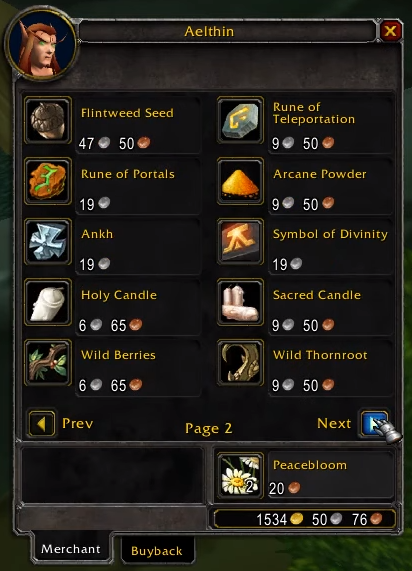 Aelthin
Flintweed Seed
47 50
Rune of
Teleportation
9 50
Rune of Portals
19
Arcane Powder
9 50
Ankh
19
Symbol of Divinity
19
Holy Candle
6 65
Sacred Candle
9 50
Wild Berries
6 65
Wild Thornroot
9 50
Prev
Page 2
Next
2
Peacebloom
20
1534 50 76
Merchant
Buyback